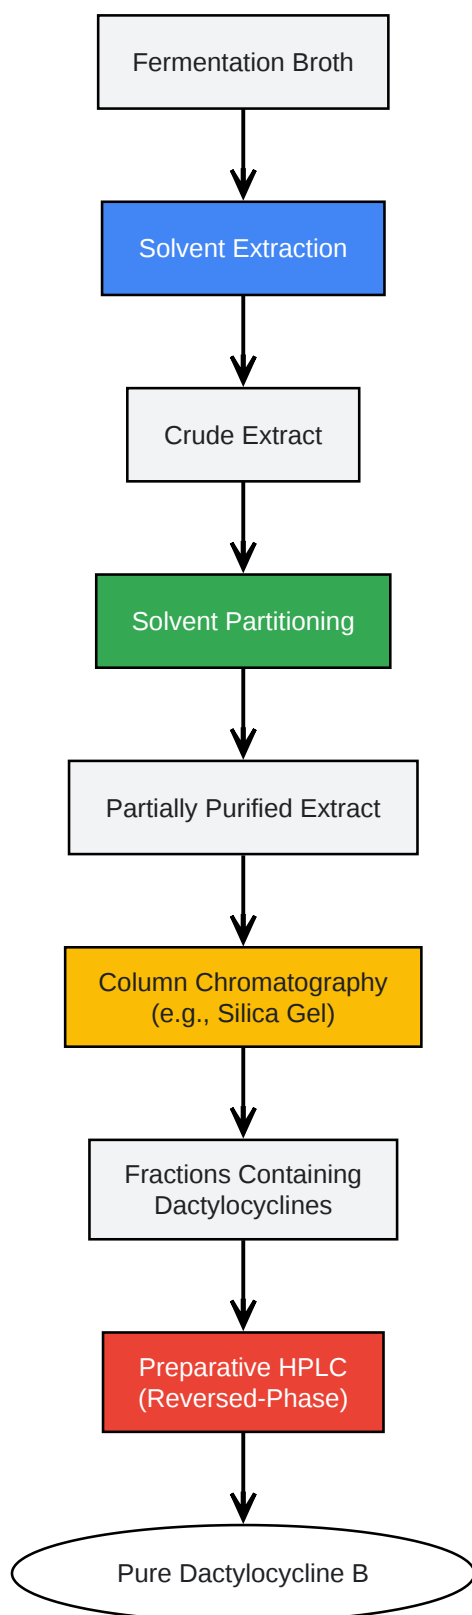 Fermentation Broth
Solvent Extraction
Crude Extract
Solvent Partitioning
Partially Purified Extract
Column Chromatography
(e.g., Silica Gel)
Fractions Containing
Dactylocyclines
Preparative HPLC
(Reversed-Phase)
Pure Dactylocycline B